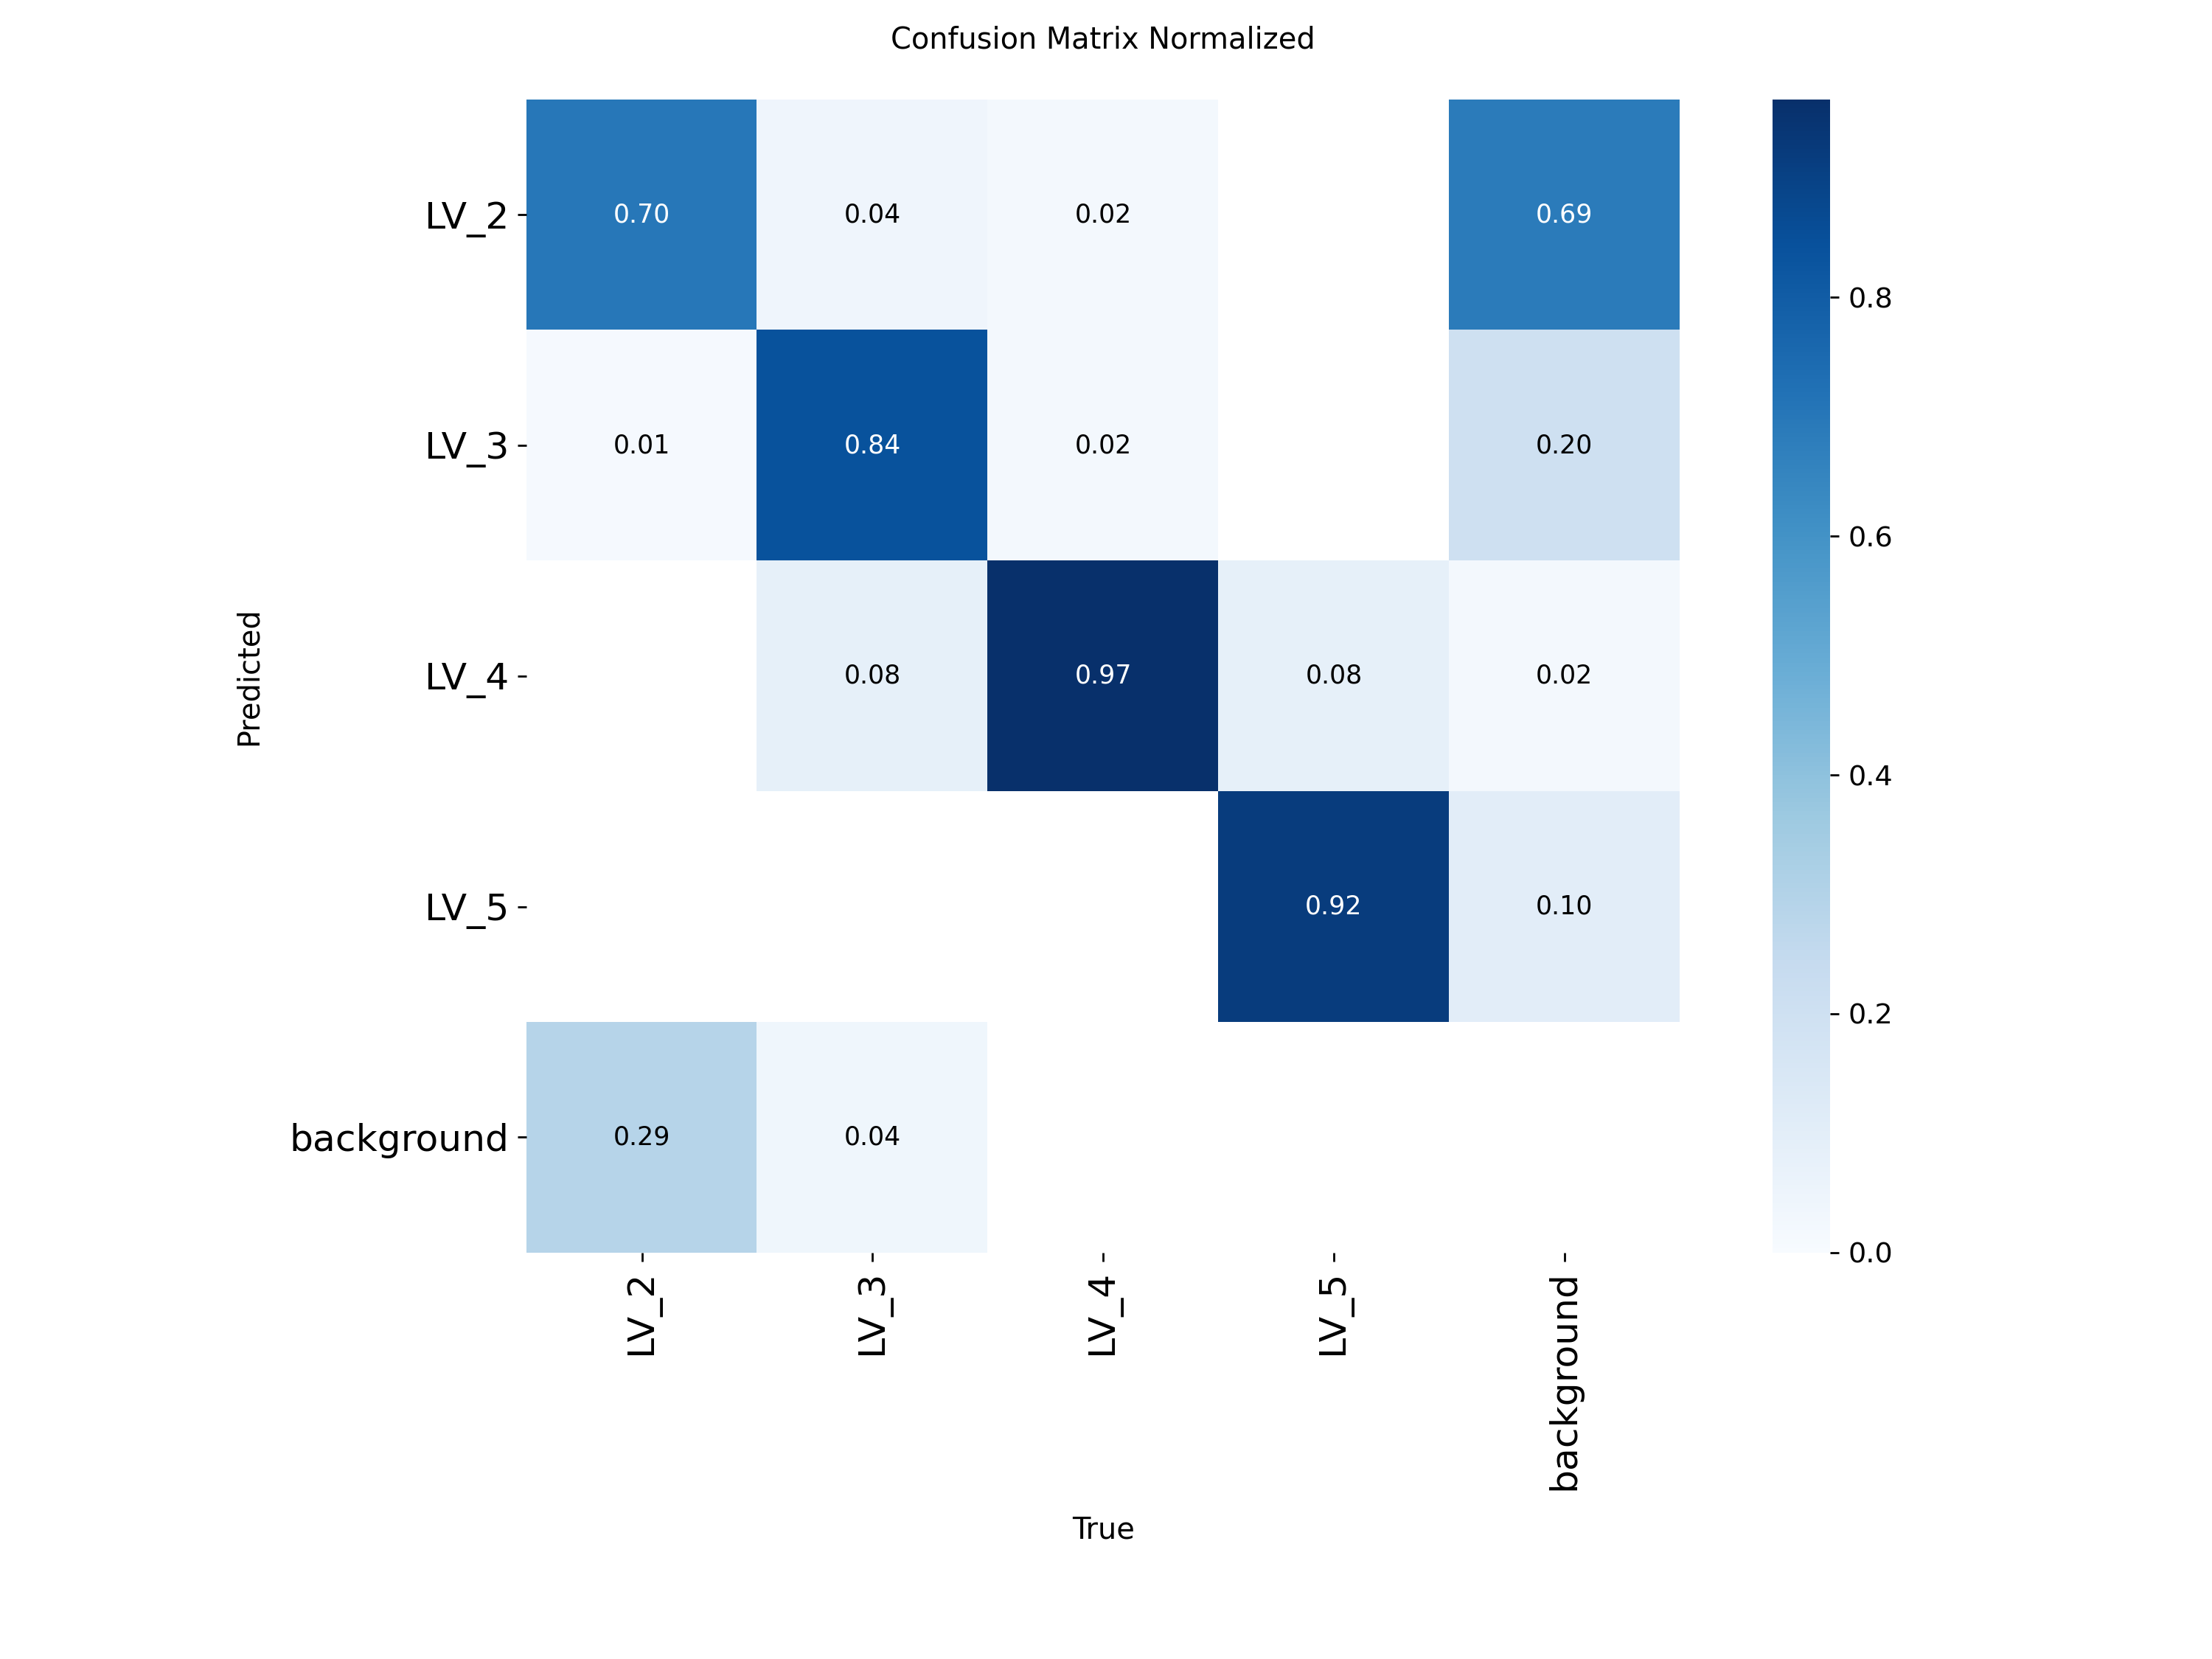 Confusion Matrix Normalized
Predicted
LV_2 0.70 0.04 0.02 0.69
LV_3 0.01 0.84 0.02 0.20
LV_4 0.08 0.97 0.08 0.02
LV_5 0.92 0.10
background 0.29 0.04
LV_2 LV_3 LV_4 LV_5 background
True
0.8
0.6
0.4
0.2
0.0